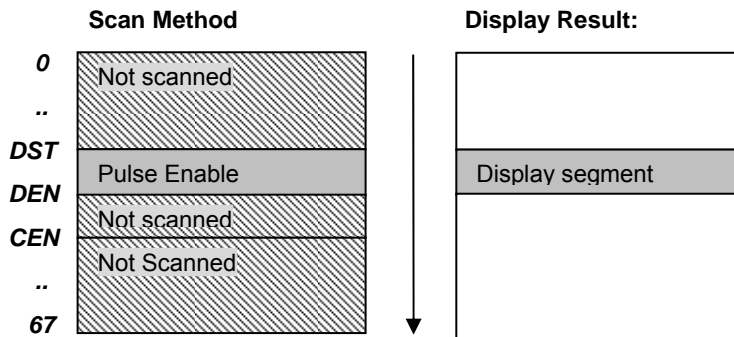 Scan Method
Display Result:
0
Not scanned
..
DST
Pulse Enable
Display segment
DEN
Not scanned
CEN
Not Scanned
..
67